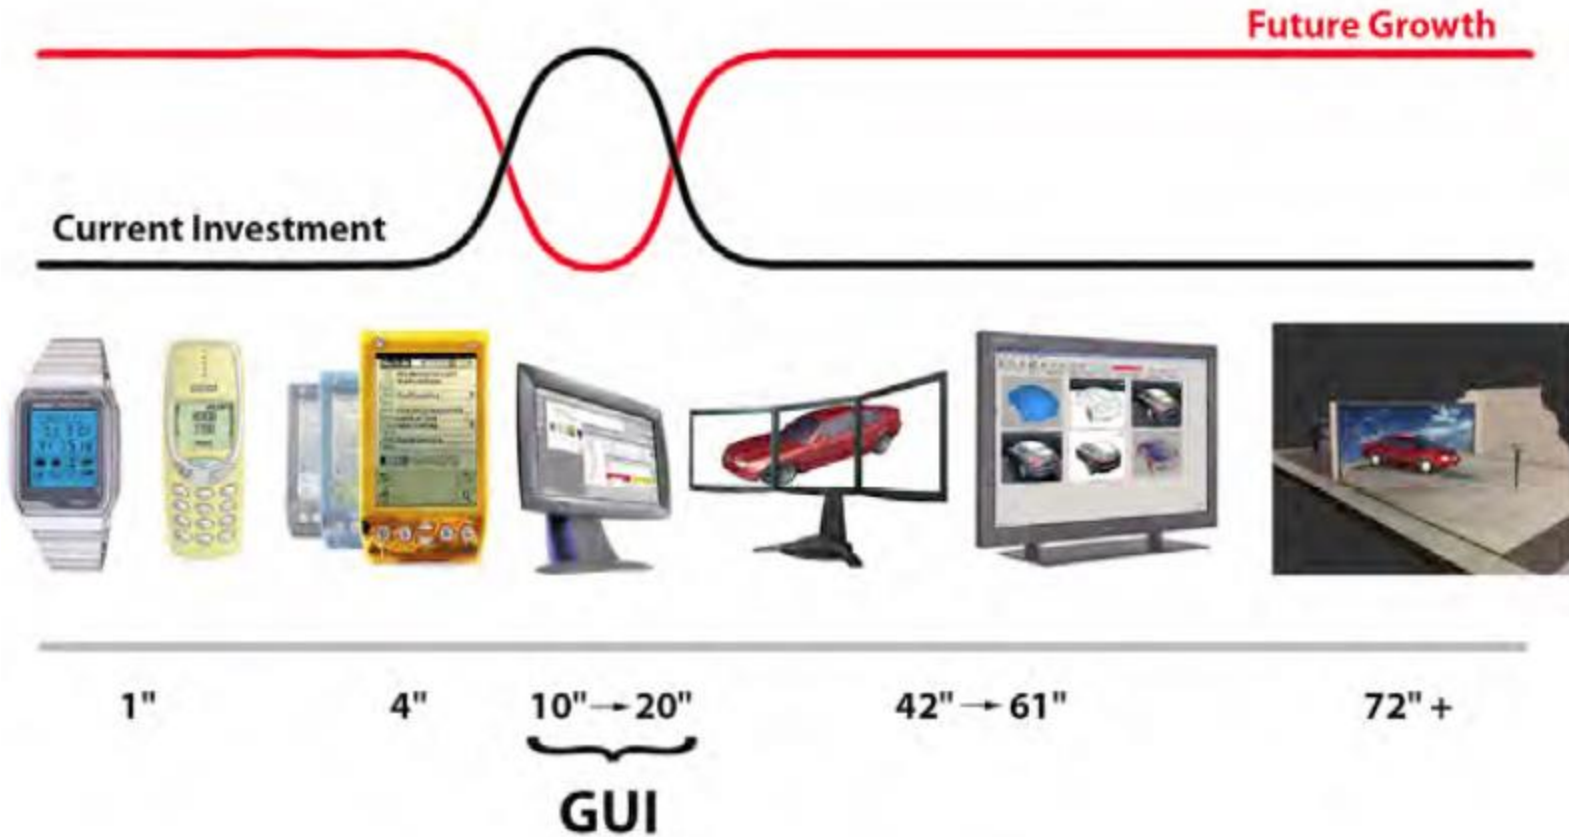 Future Growth
Current Investment
1"
4"
10"→20"
42"→61"
72"+
GUI